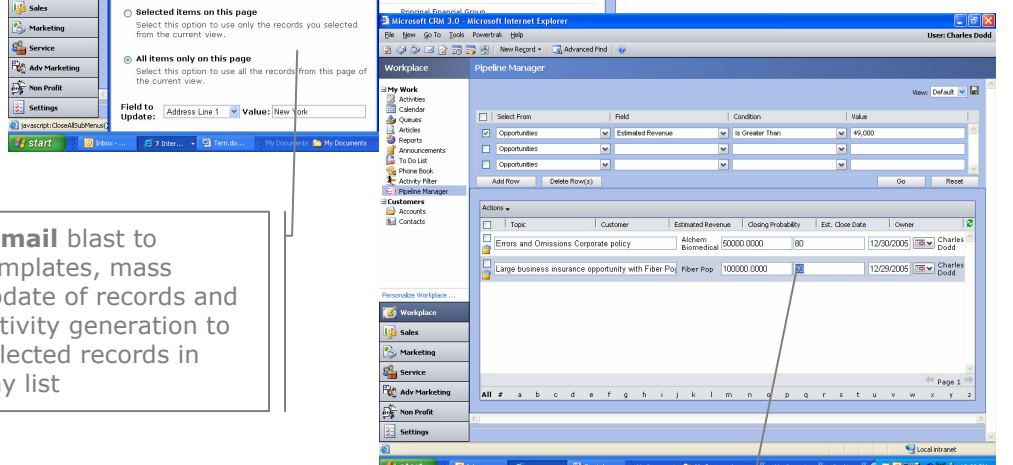 Sales
Marketing
Service
Adv Marketing
Non Profit
Settings
javascript:CloseAllSubMenus(
start
Inbox - ...
7 Inter...
Terri.do...
My Documents
My Documents
Selected items on this page
Select this option to use only the records you selected
from the current view.
All items only on this page
Select this option to use all the records from this page of
the current view.
Field to
Update:
Address Line 1
Value:
New York
Principal Financial Group
mail blast to
mplates, mass
date of records and
tivity generation to
lected records in
y list
Microsoft CRM 3.0 - Microsoft Internet Explorer
File New Go To Tools Powertrak Help
User: Charles Dodd
New Record
Advanced Find
Workplace
Pipeline Manager
My Work
Activities
Calendar
Queues
Articles
Reports
Announcements
To Do List
Phone Book
Activity Filter
Pipeline Manager
Customers
Accounts
Contacts
Personalize Workplace ...
Workplace
Sales
Marketing
Service
Adv Marketing
Non Profit
Settings
View: Default
Select From Field Condition Value
Opportunities Estimated Revenue Is Greater Than 49,000
Opportunities
Opportunities
Add Row Delete Row(s) Go Reset
Actions
Topic Customer Estimated Revenue Closing Probability Est. Close Date Owner
Errors and Omissions Corporate policy Alchem Biomedical 50000.0000 80 12/30/2005 Charles Dodd
Large business insurance opportunity with Fiber Po Fiber Pop 100000.0000 12/29/2005 Charles Dodd
Page 1
All # a b c d e f g h i j k l m n o p q r s t u v w x y z
Local intranet